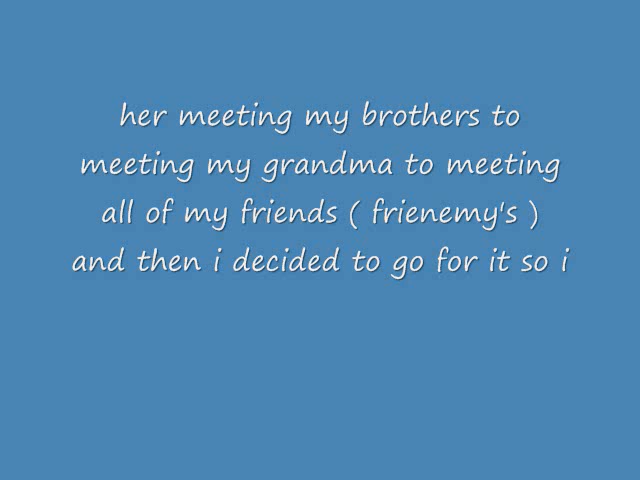 her meeting my brothers to
meeting my grandma to meeting
all of my friends ( frienemy's )
and then i decided to go for it so i